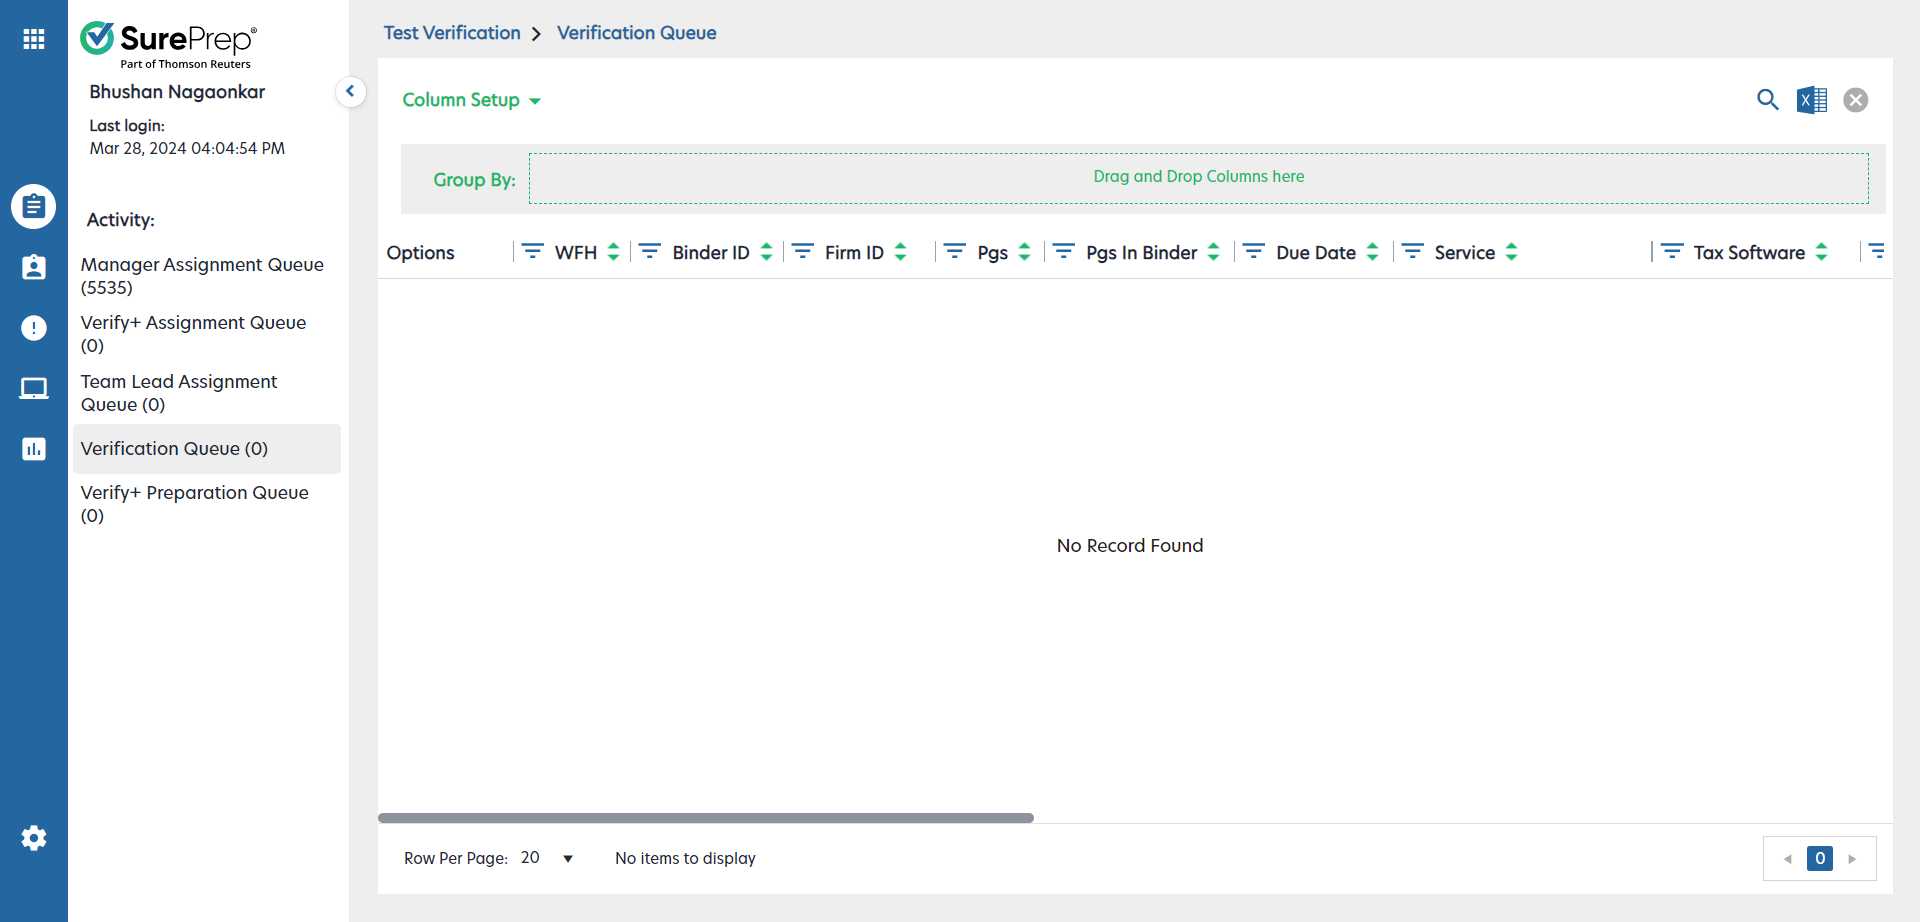 SurePrep®
Part of Thomson Reuters
Bhushan Nagaonkar
Last login:
Mar 28, 2024 04:04:54 PM
Activity:
Manager Assignment Queue
(5535)
Verify+ Assignment Queue
(0)
Team Lead Assignment
Queue (0)
Verification Queue (0)
Verify+ Preparation Queue
(0)
Test Verification > Verification Queue
Column Setup
Group By: Drag and Drop Columns here
Options WFH Binder ID Firm ID Pgs Pgs In Binder Due Date Service Tax Software
No Record Found
Row Per Page: 20 No items to display 0